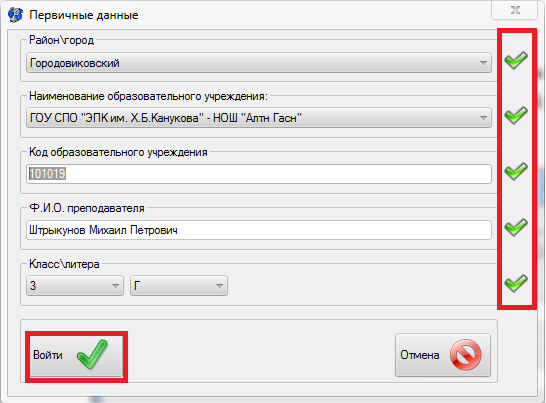 Первичные данные
Район\город
Городовиковский
Наименование образовательного учреждения:
ГОУ СПО "ЭПК им. Х.Б.Канукова" - НОШ "Алтн Гасн"
Код образовательного учреждения
101019
Ф.И.О. преподавателя
Штрыкунов Михаил Петрович
Класс\литера
3 Г
Войти Отмена